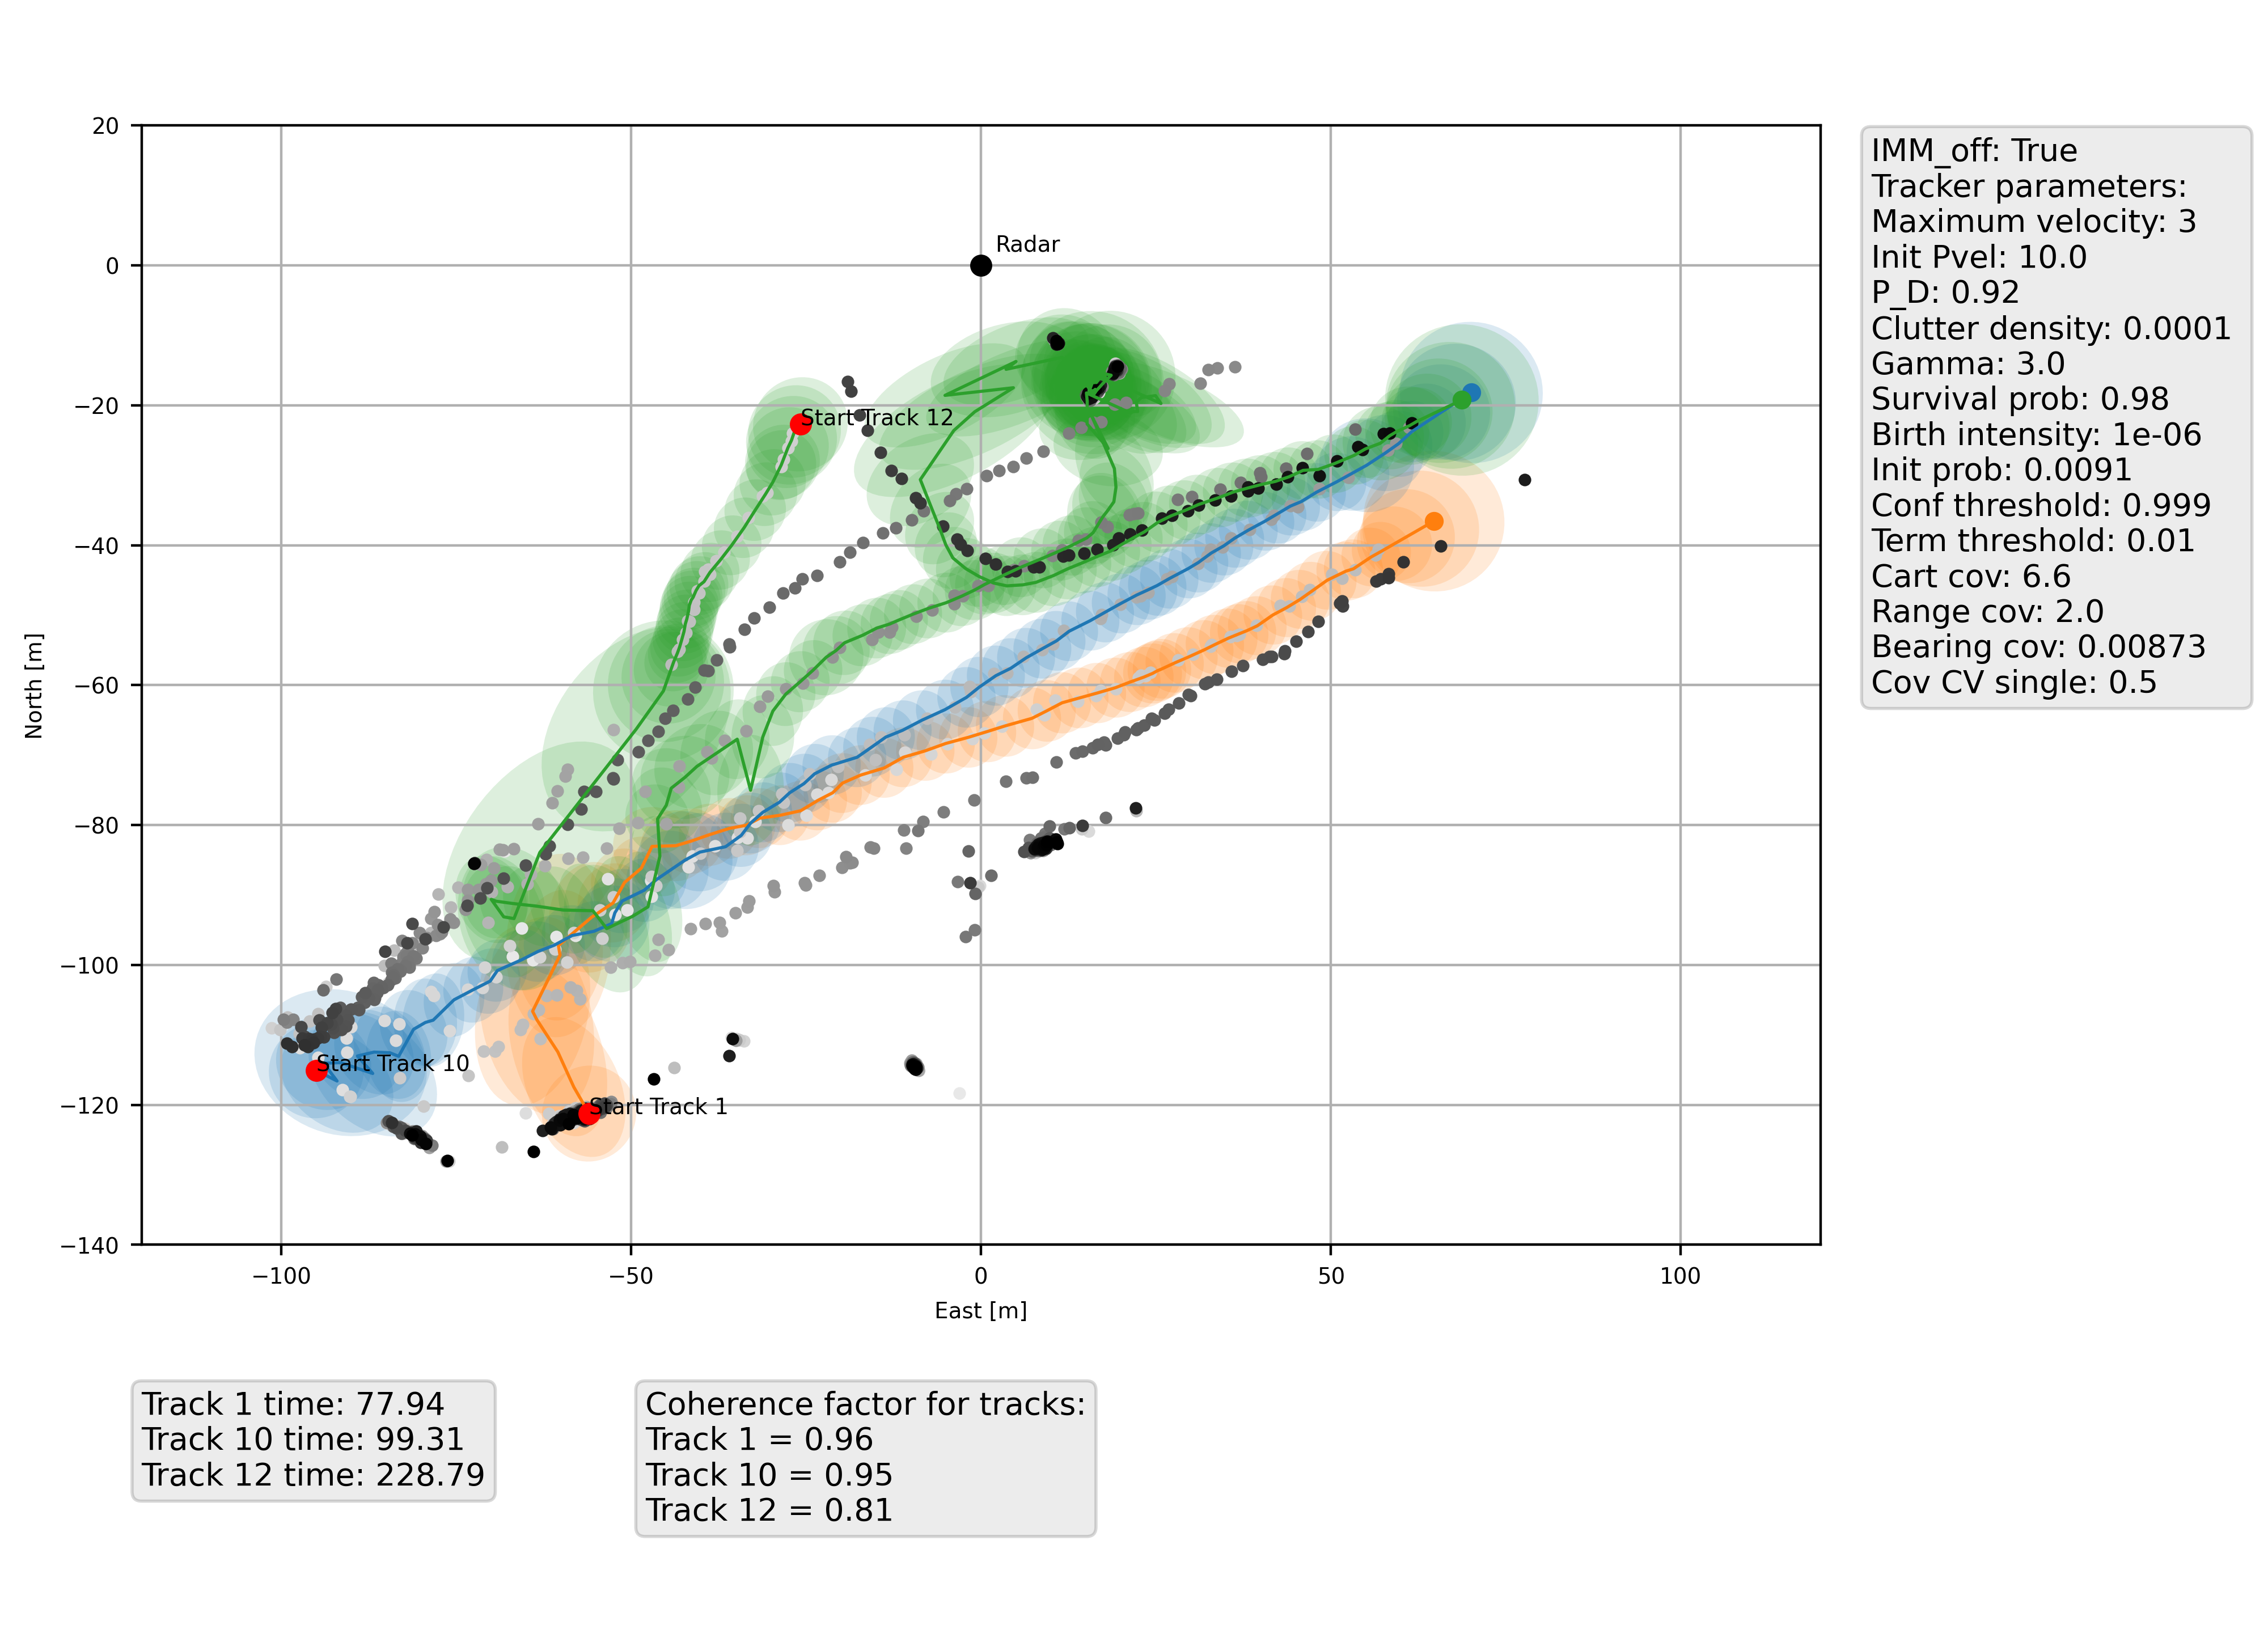 20
0
−20
−40
−60
−80
−100
−120
−140
−100
−50
0
50
100
North [m]
East [m]
Radar
Start Track 12
Start Track 10
Start Track 1
IMM_off: True
Tracker parameters:
Maximum velocity: 3
Init Pvel: 10.0
P_D: 0.92
Clutter density: 0.0001
Gamma: 3.0
Survival prob: 0.98
Birth intensity: 1e-06
Init prob: 0.0091
Conf threshold: 0.999
Term threshold: 0.01
Cart cov: 6.6
Range cov: 2.0
Bearing cov: 0.00873
Cov CV single: 0.5
Track 1 time: 77.94
Track 10 time: 99.31
Track 12 time: 228.79
Coherence factor for tracks:
Track 1 = 0.96
Track 10 = 0.95
Track 12 = 0.81